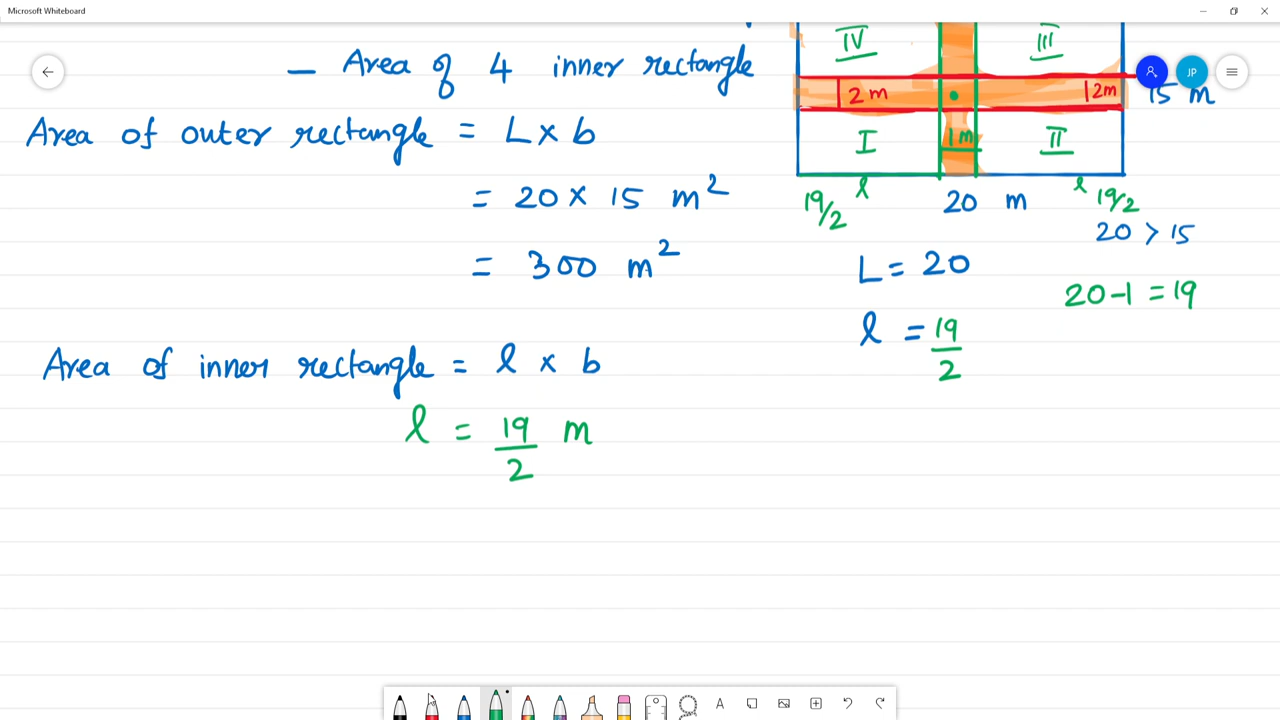 Microsoft Whiteboard
— Area of 4 inner rectangle
Area of outer rectangle = L × b
= 20 × 15 m²
= 300 m²
Area of inner rectangle = l × b
l = 19/2 m
IV III
2 m 2m
15 m
JP
I 1m II
l l
19/2 20 m 19/2
20 > 15
L = 20
20 - 1 = 19
l = 19/2
A